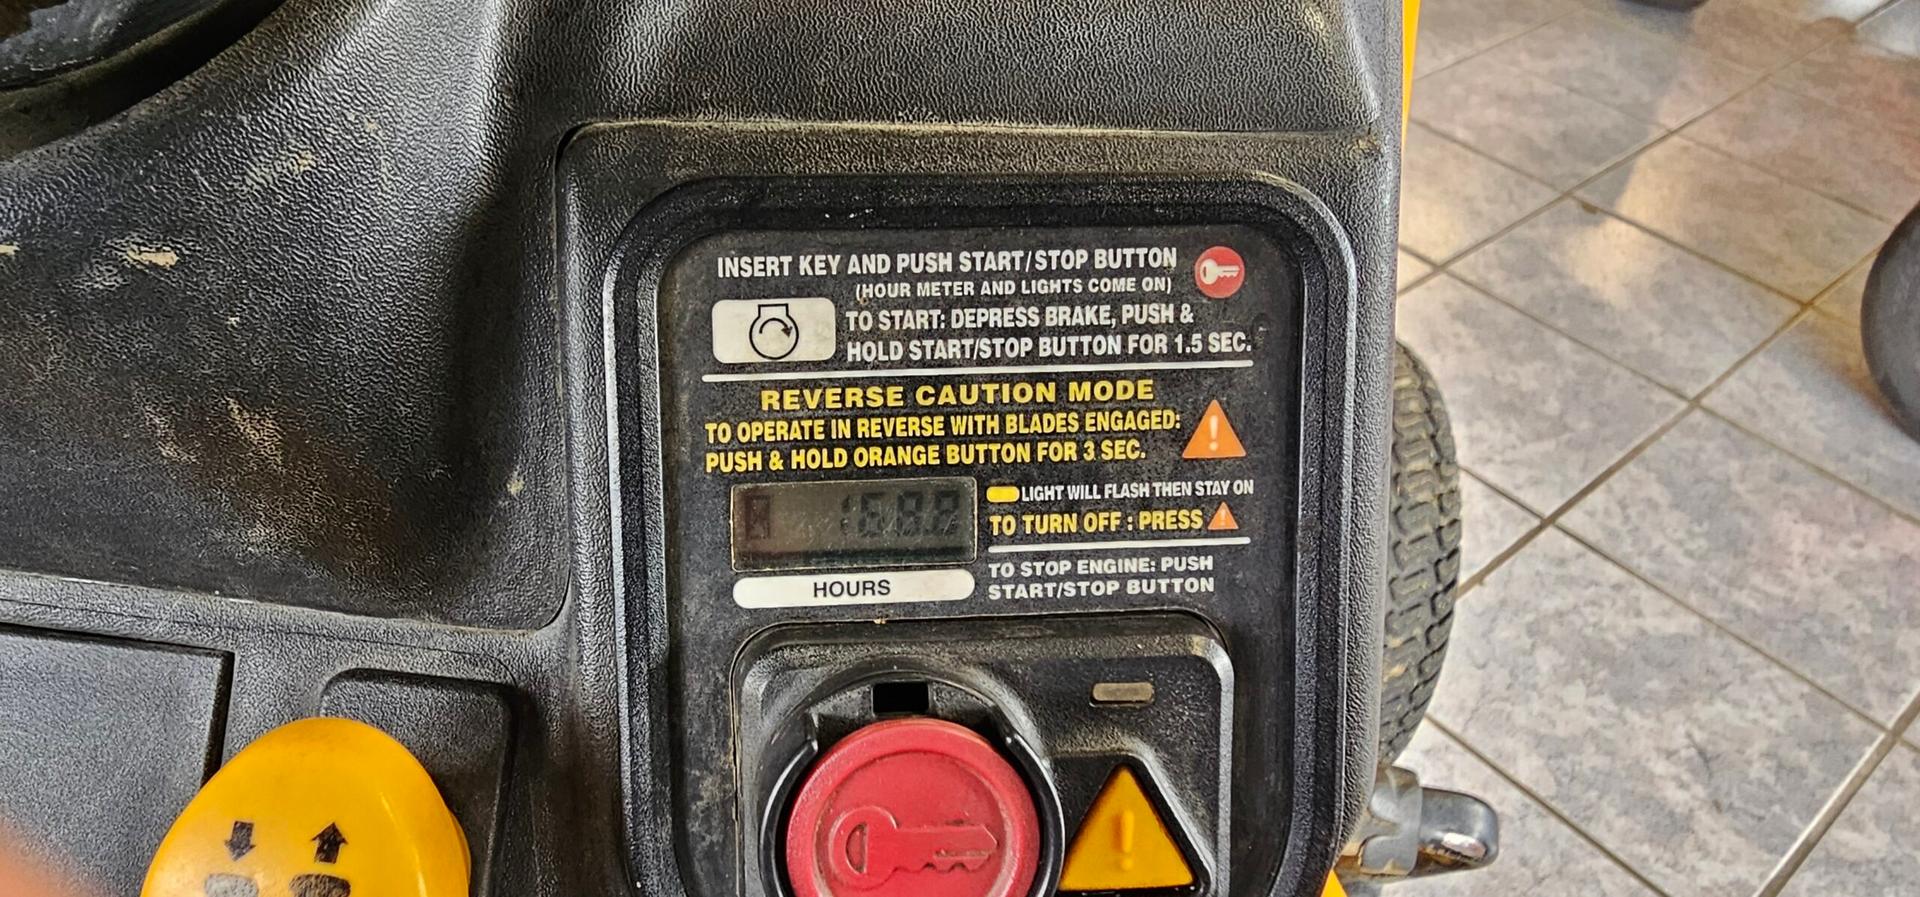 INSERT KEY AND PUSH START/STOP BUTTON
(HOUR METER AND LIGHTS COME ON)
TO START: DEPRESS BRAKE, PUSH &
HOLD START/STOP BUTTON FOR 1.5 SEC.
REVERSE CAUTION MODE
TO OPERATE IN REVERSE WITH BLADES ENGAGED:
PUSH & HOLD ORANGE BUTTON FOR 3 SEC.
LIGHT WILL FLASH THEN STAY ON
TO TURN OFF : PRESS
HOURS
TO STOP ENGINE: PUSH
START/STOP BUTTON